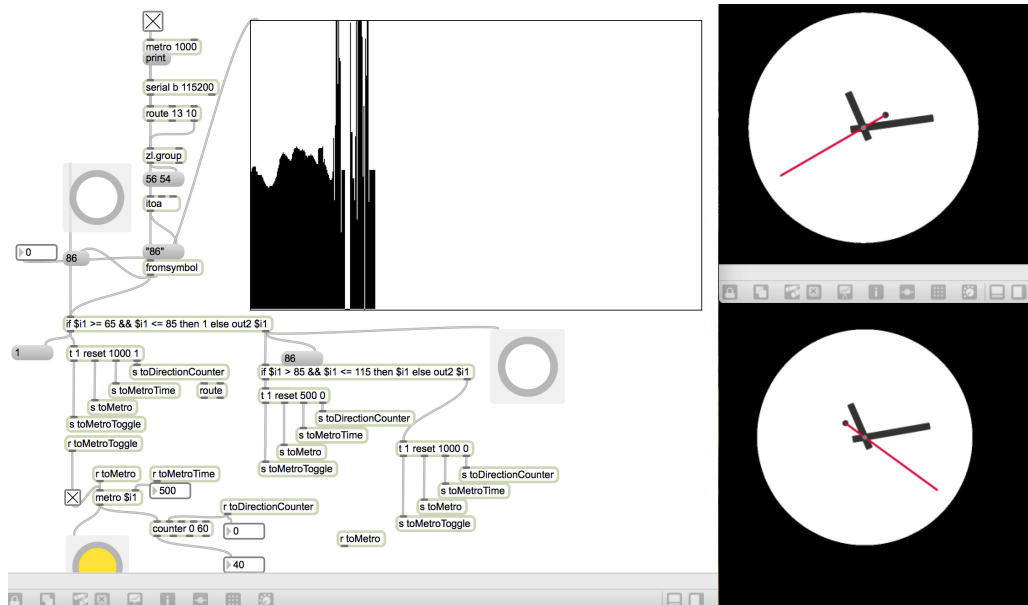 metro 1000
print
serial b 115200
route 13 10
zl.group
56 54
itoa
0
86
"86"
fromsymbol
if $i1 >= 65 && $i1 <= 85 then 1 else out2 $i1
1
t 1 reset 1000 1
s toDirectionCounter
s toMetroTime
route
s toMetro
s toMetroToggle
r toMetroToggle
86
if $i1 > 85 && $i1 <= 115 then $i1 else out2 $i1
t 1 reset 500 0
s toDirectionCounter
s toMetroTime
s toMetro
s toMetroToggle
t 1 reset 1000 0
s toDirectionCounter
s toMetroTime
s toMetro
s toMetroToggle
r toMetro
r toMetroTime
metro $i1
500
r toDirectionCounter
counter 0 60
0
r toMetro
40